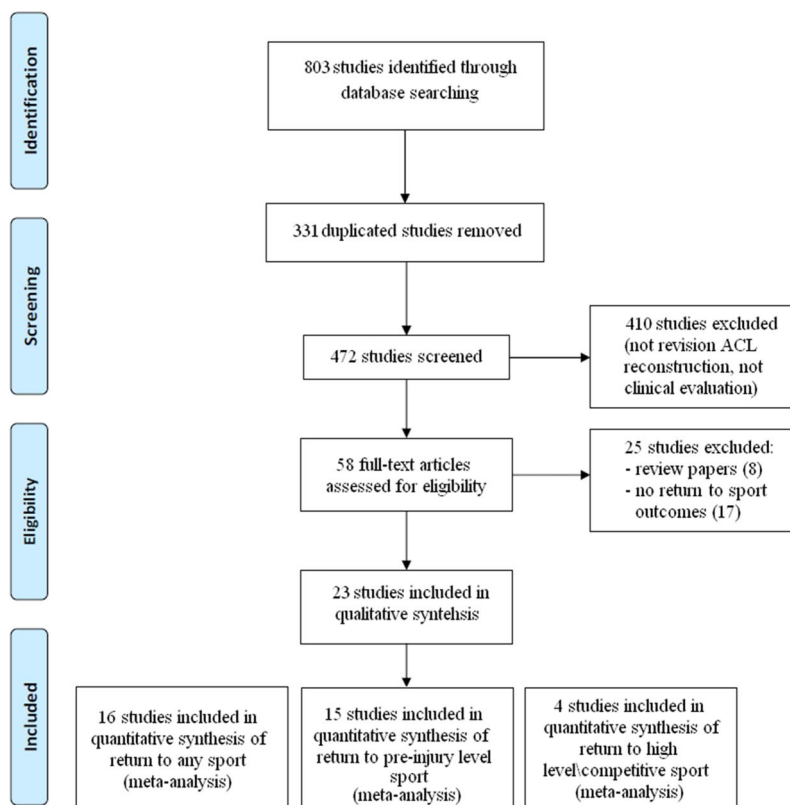 Identification
803 studies identified through
database searching
331 duplicated studies removed
Screening
472 studies screened
410 studies excluded
(not revision ACL
reconstruction, not
clinical evaluation)
Eligibility
58 full-text articles
assessed for eligibility
25 studies excluded:
- review papers (8)
- no return to sport
outcomes (17)
23 studies included in
qualitative syntehsis
Included
16 studies included in
quantitative synthesis of
return to any sport
(meta-analysis)
15 studies included in
quantitative synthesis of
return to pre-injury level
sport
(meta-analysis)
4 studies included in
quantitative synthesis of
return to high
level\competitive sport
(meta-analysis)